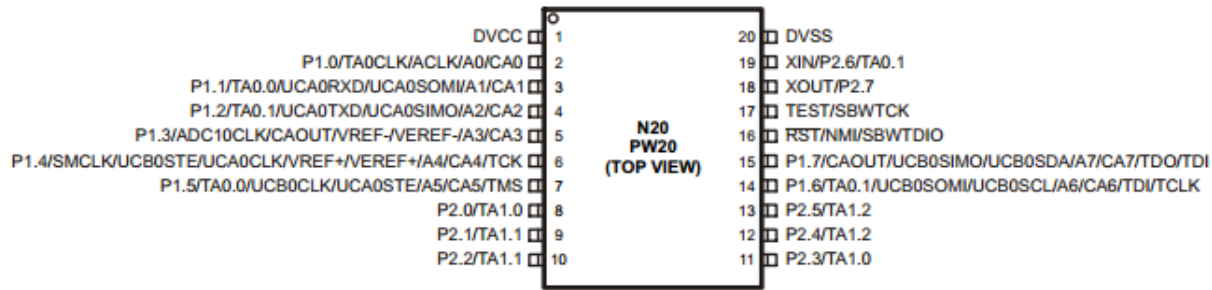 DVCC 1
P1.0/TA0CLK/ACLK/A0/CA0 2
P1.1/TA0.0/UCA0RXD/UCA0SOMI/A1/CA1 3
P1.2/TA0.1/UCA0TXD/UCA0SIMO/A2/CA2 4
P1.3/ADC10CLK/CAOUT/VREF-/VEREF-/A3/CA3 5
P1.4/SMCLK/UCB0STE/UCA0CLK/VREF+/VEREF+/A4/CA4/TCK 6
P1.5/TA0.0/UCB0CLK/UCA0STE/A5/CA5/TMS 7
P2.0/TA1.0 8
P2.1/TA1.1 9
P2.2/TA1.1 10
N20
PW20
(TOP VIEW)
20 DVSS
19 XIN/P2.6/TA0.1
18 XOUT/P2.7
17 TEST/SBWTCK
16 RST/NMI/SBWTDIO
15 P1.7/CAOUT/UCB0SIMO/UCB0SDA/A7/CA7/TDO/TDI
14 P1.6/TA0.1/UCB0SOMI/UCB0SCL/A6/CA6/TDI/TCLK
13 P2.5/TA1.2
12 P2.4/TA1.2
11 P2.3/TA1.0